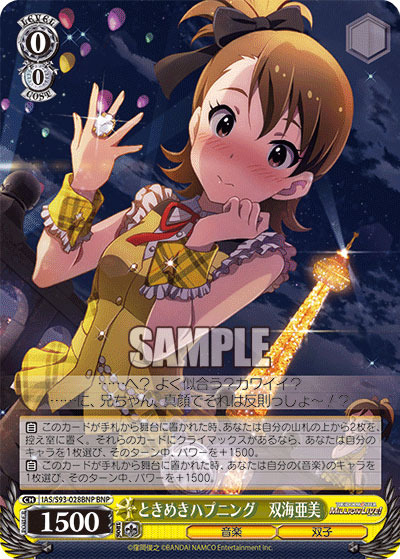 LEVEL
0
0
COST
SAMPLE
……へ？ よく似合う？カワイイ？
……に、兄ちゃん、真顔でそれは反則っしょ～/// ？
このカードが手札から舞台に置かれた時、あなたは自分の山札の上から2枚を、
控え室に置く。それらのカードにクライマックスがあるなら、あなたは自分の
キャラを1枚選び、そのターン中、パワーを＋1500。
このカードが手札から舞台に置かれた時、あなたは自分の《音楽》のキャラを
1枚選び、そのターン中、パワーを＋1500。
IAS/S93-028BNP BNP
1500
ときめきハプニング 双海亜美
音楽
双子
THE IDOLM@STER
MILLION LIVE!
©窪岡俊之 ©BANDAI NAMCO Entertainment Inc.